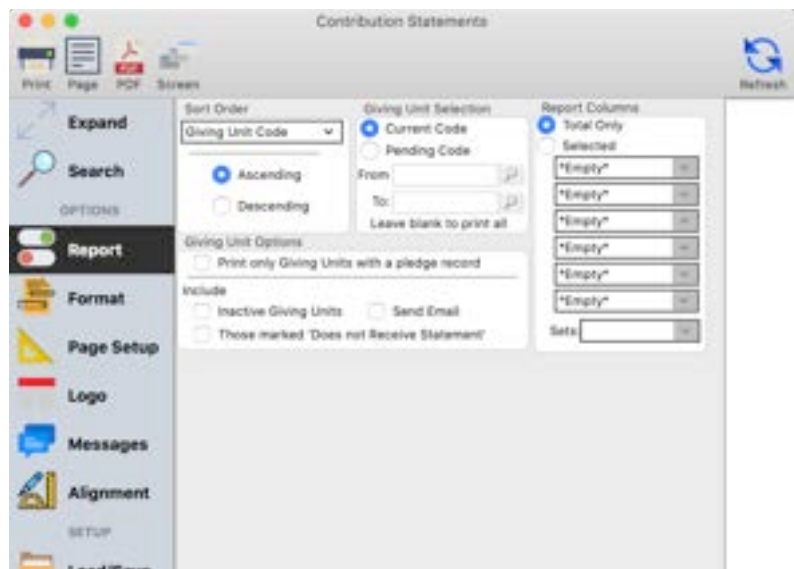 Contribution Statements
Print Page PDF Screen Refresh
Expand
Search
OPTIONS
Report
Format
Page Setup
Logo
Messages
Alignment
SETUP
Load/Save
Sort Order
Giving Unit Code
Ascending
Descending
Giving Unit Selection
Current Code
Pending Code
From
To:
Leave blank to print all
Giving Unit Options
Print only Giving Units with a pledge record
Include
Inactive Giving Units Send Email
Those marked 'Does not Receive Statement'
Report Columns
Total Only
Selected
*Empty*
*Empty*
*Empty*
*Empty*
*Empty*
*Empty*
Sets: